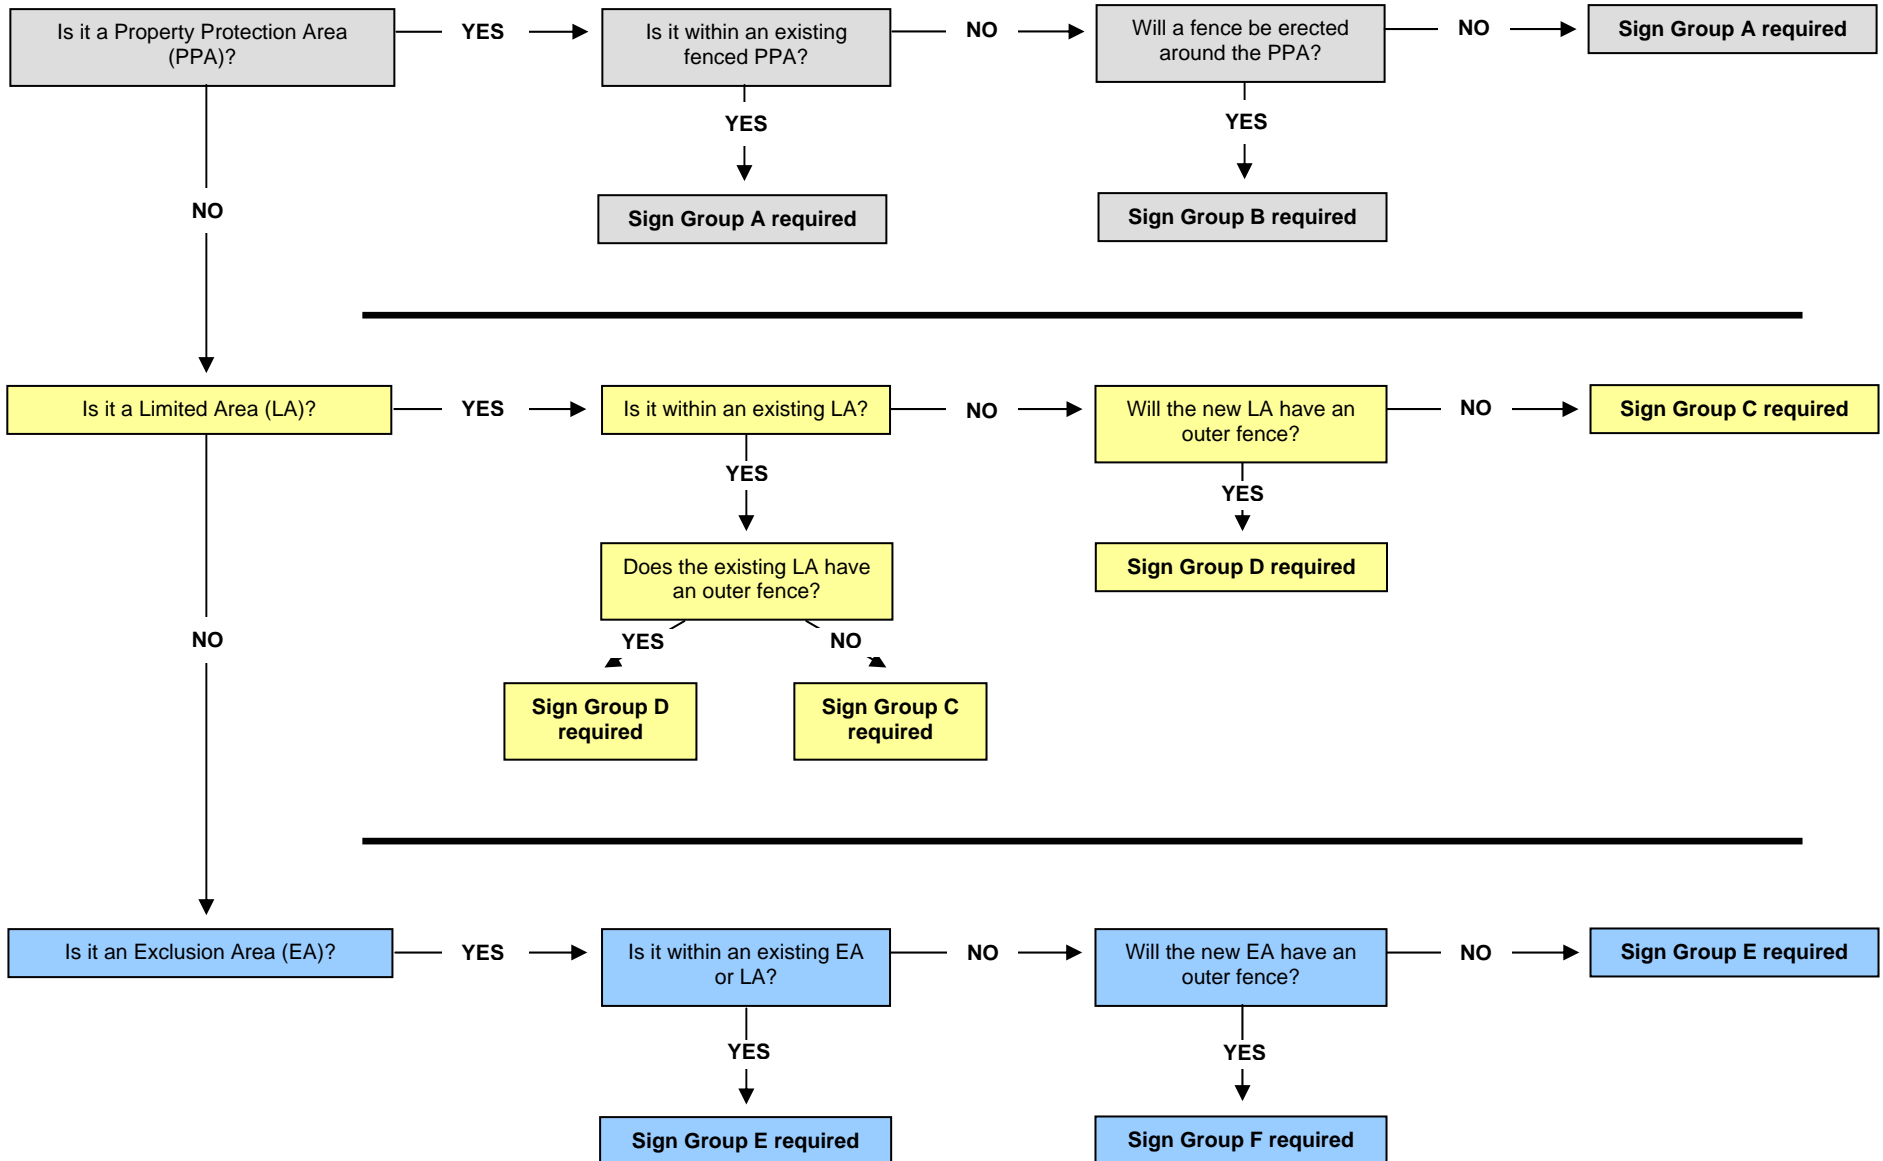 Is it a Property Protection Area
(PPA)?
YES
Is it within an existing
fenced PPA?
NO
Will a fence be erected
around the PPA?
NO
Sign Group A required
YES
YES
Sign Group A required
Sign Group B required
NO
Is it a Limited Area (LA)?
YES
Is it within an existing LA?
NO
Will the new LA have an
outer fence?
NO
Sign Group C required
YES
YES
Does the existing LA have
an outer fence?
Sign Group D required
YES
NO
Sign Group D
required
Sign Group C
required
NO
Is it an Exclusion Area (EA)?
YES
Is it within an existing EA
or LA?
NO
Will the new EA have an
outer fence?
NO
Sign Group E required
YES
YES
Sign Group E required
Sign Group F required